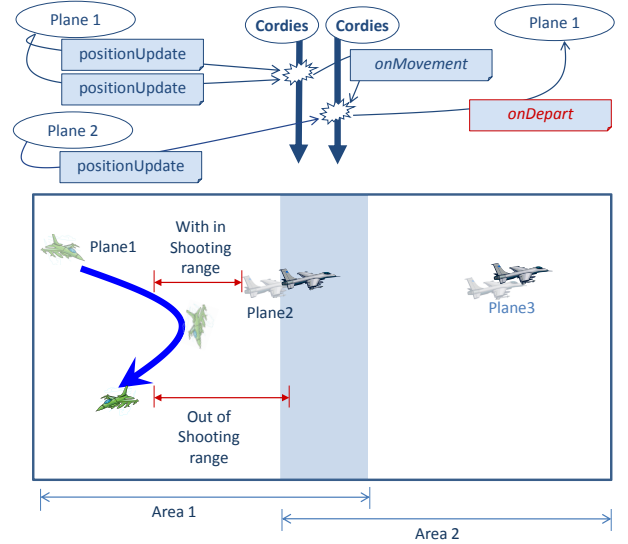 Plane 1
Cordies
Cordies
Plane 1
positionUpdate
onMovement
positionUpdate
onDepart
Plane 2
positionUpdate
Plane1
With in
Shooting
range
Plane2
Plane3
Out of
Shooting
range
Area 1
Area 2